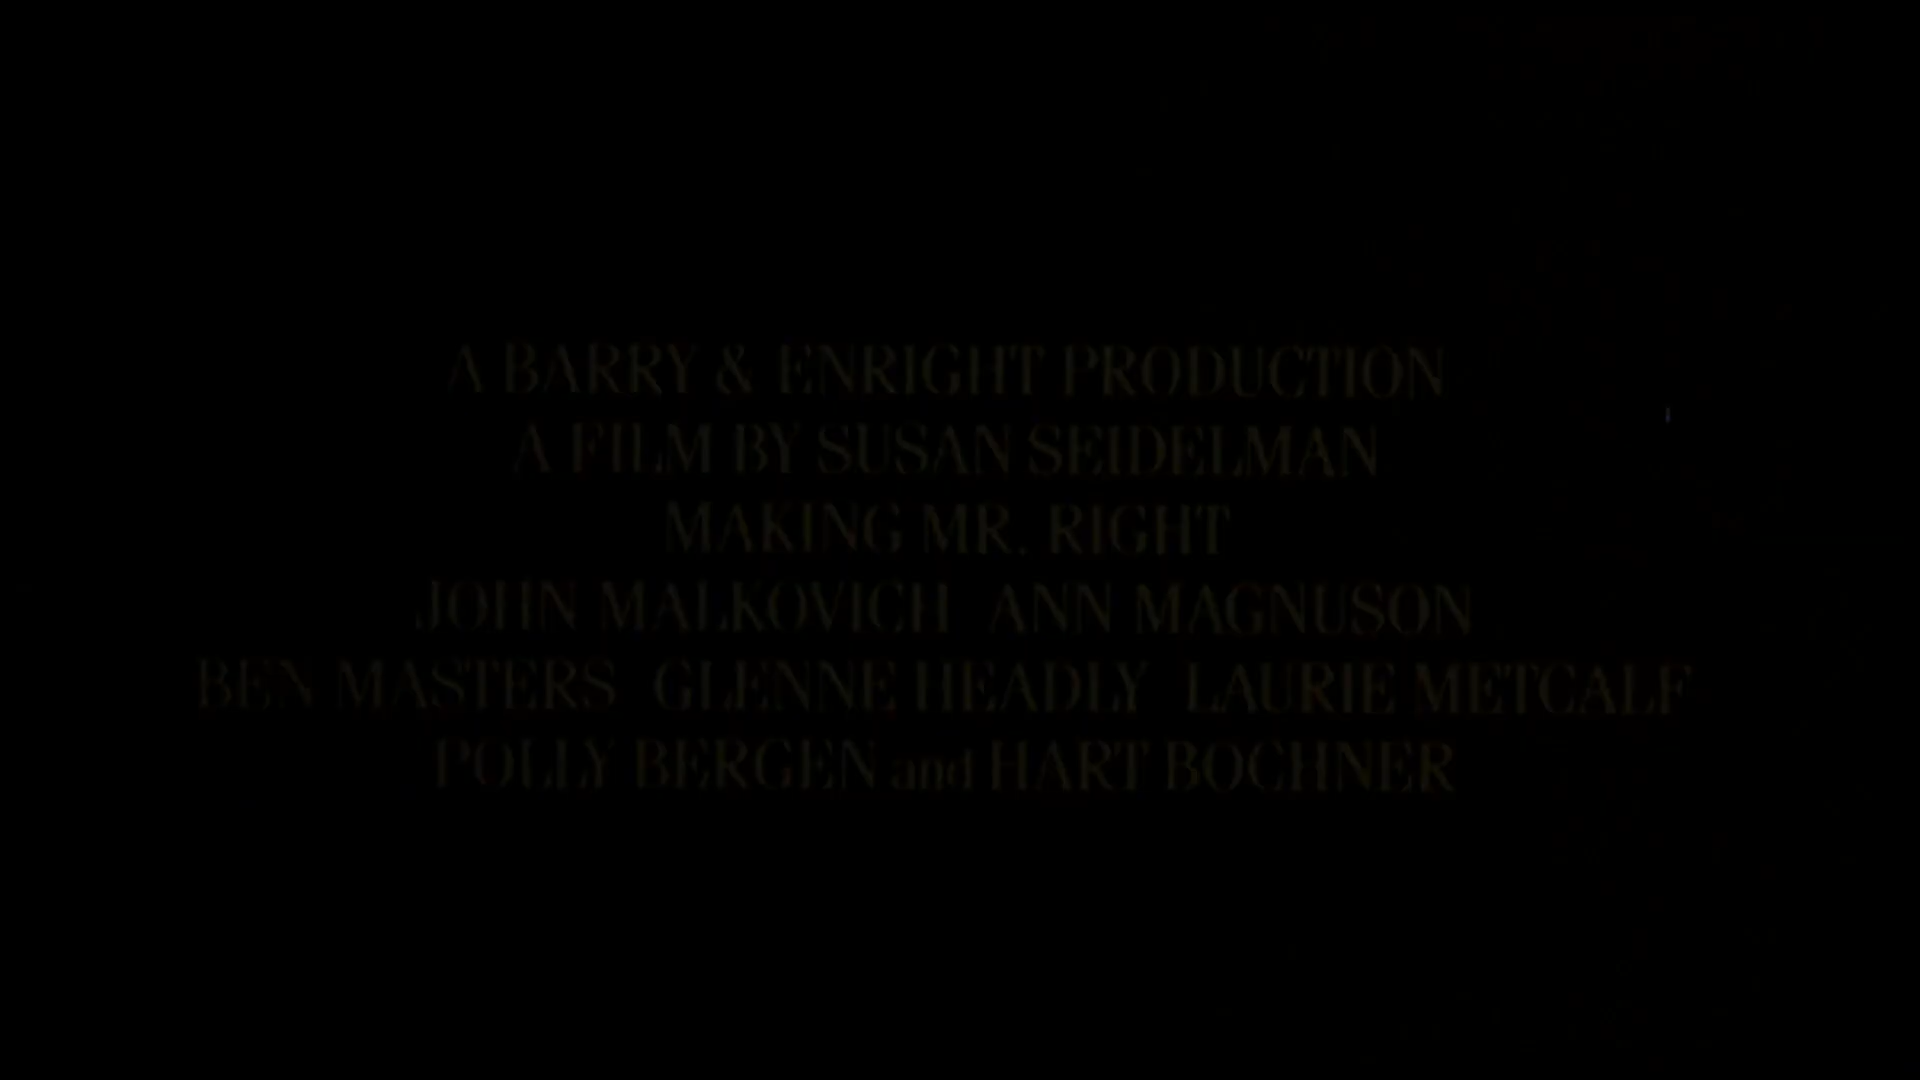 A BARRY & ENRIGHT PRODUCTION
A FILM BY SUSAN SEIDELMAN
MAKING MR. RIGHT
JOHN MALKOVICH ANN MAGNUSON
BEN MASTERS GLENNE HEADLY LAURIE METCALF
POLLY BERGEN and HART BOCHNER